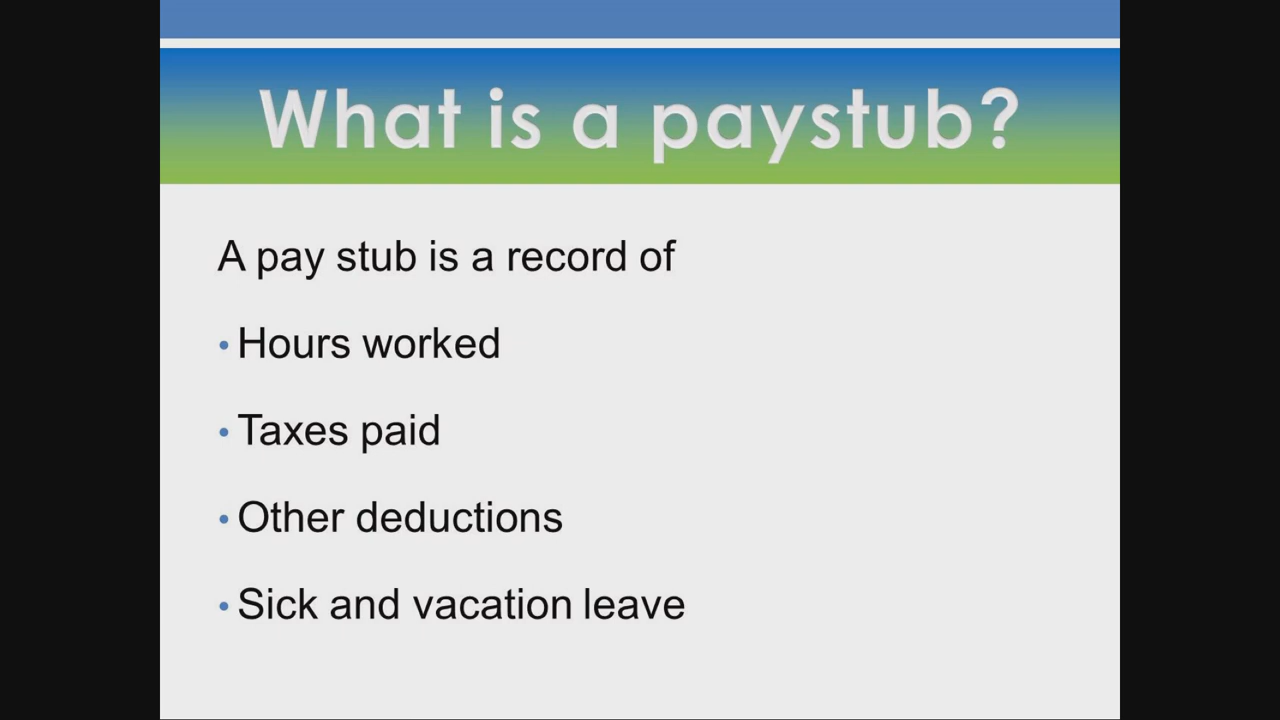 What is a paystub?
A pay stub is a record of
• Hours worked
• Taxes paid
• Other deductions
• Sick and vacation leave